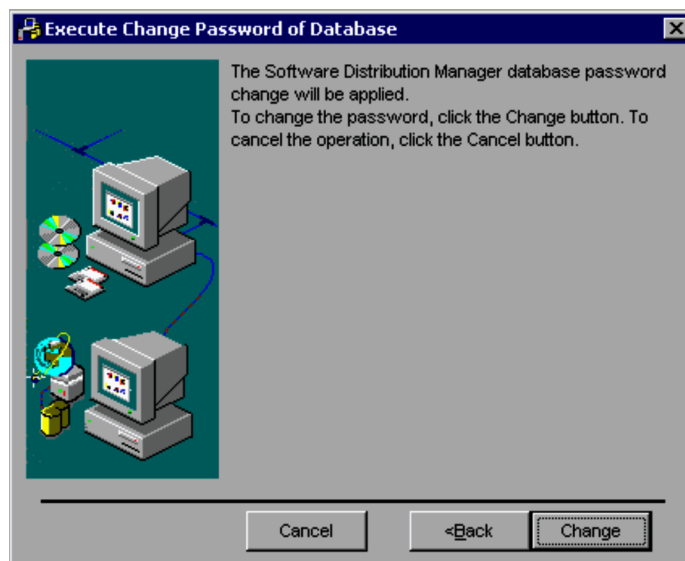 Execute Change Password of Database
The Software Distribution Manager database password
change will be applied.
To change the password, click the Change button. To
cancel the operation, click the Cancel button.
Cancel
<Back
Change